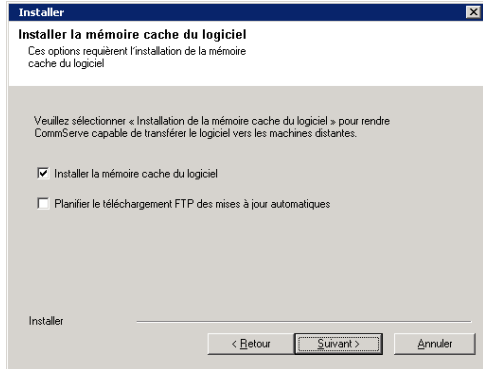 Installer
Installer la mémoire cache du logiciel
Ces options requièrent l'installation de la mémoire
cache du logiciel
Veuillez sélectionner « Installation de la mémoire cache du logiciel » pour rendre
CommServe capable de transférer le logiciel vers les machines distantes.
Installer la mémoire cache du logiciel
Planifier le téléchargement FTP des mises à jour automatiques
Installer
< Retour
Suivant >
Annuler